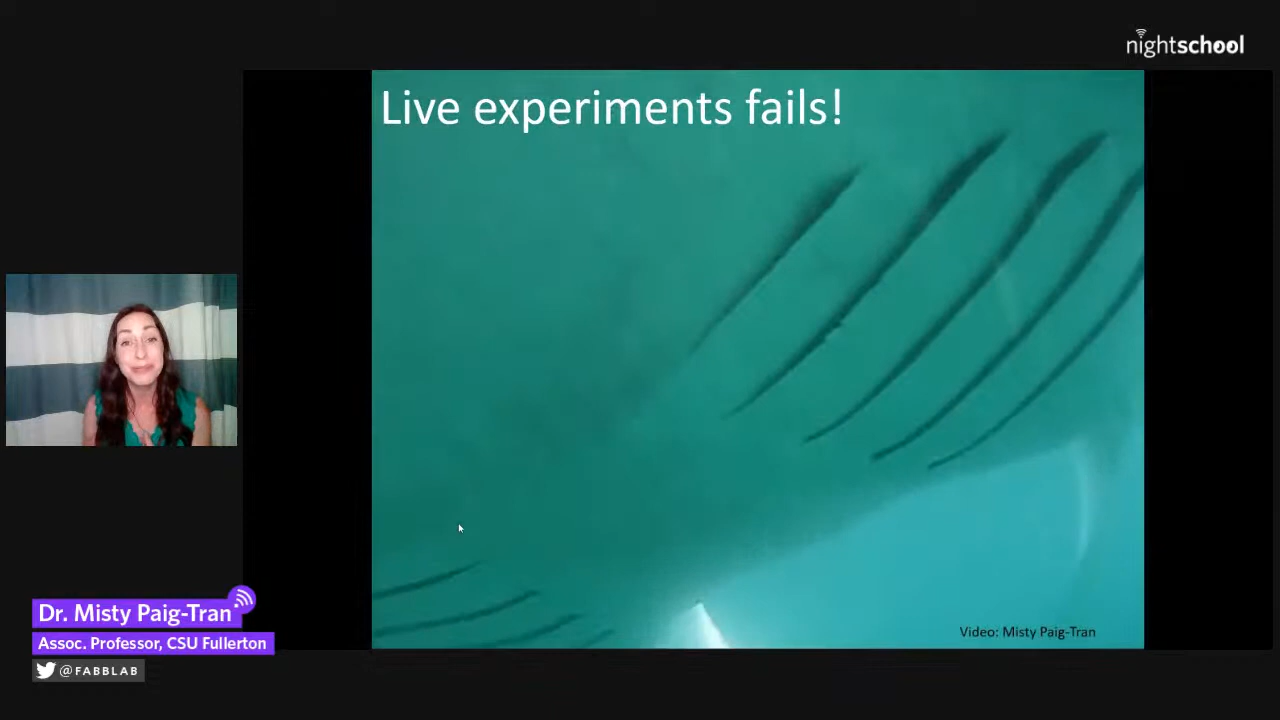 nightschool
Live experiments fails!
Video: Misty Paig-Tran
Dr. Misty Paig-Tran
Assoc. Professor, CSU Fullerton
@FABBLAB